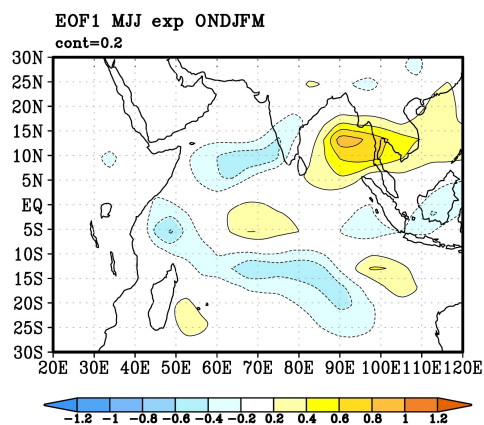 EOF1 MJJ exp ONDJFM
cont=0.2
30N
25N
20N
15N
10N
5N
EQ
5S
10S
15S
20S
25S
30S
20E 30E 40E 50E 60E 70E 80E 90E 100E 110E 120E
-1.2 -1 -0.8 -0.6 -0.4 -0.2 0.2 0.4 0.6 0.8 1 1.2